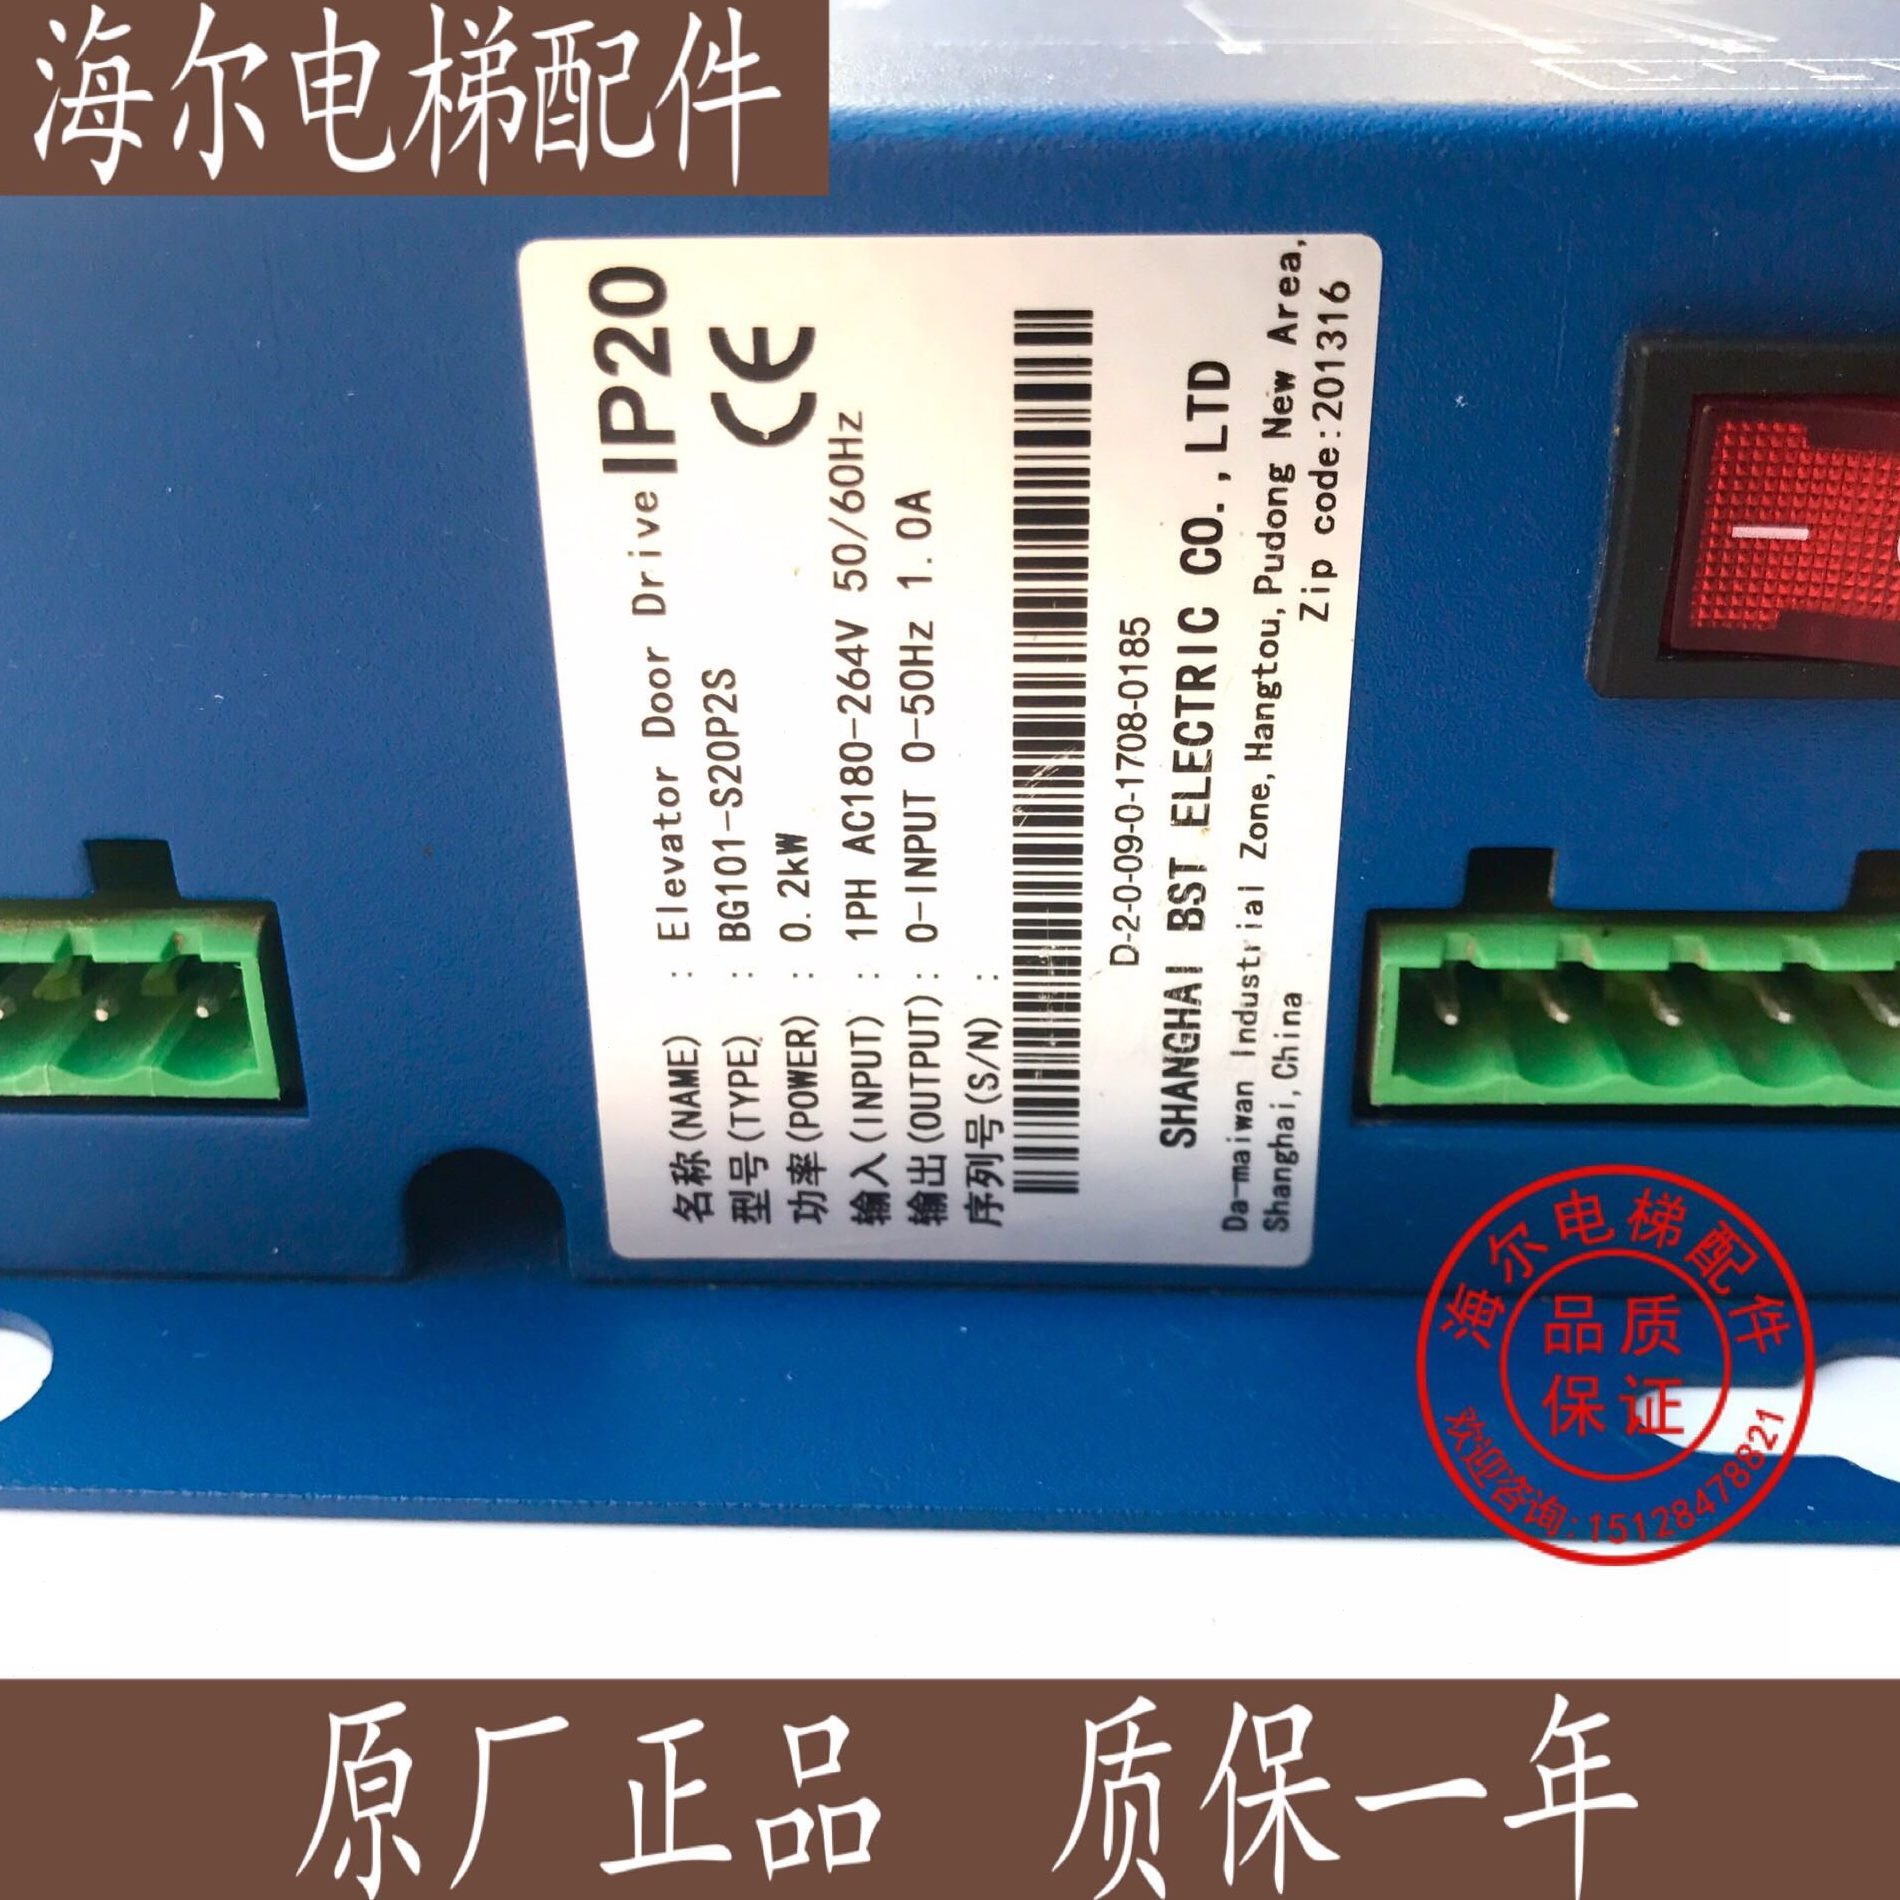 海尔电梯配件
IP20
名称(NAME) : Elevator Door Drive
型号(TYPE) : BG101-S20P2S
功率(POWER) : 0.2kW
输入(INPUT) : 1PH AC180-264V 50/60Hz
输出(OUTPUT) : 0-INPUT 0-50Hz 1.0A
序列号(S/N) :
D-2-0-09-0-1708-0185
SHANGHAI BST ELECTRIC CO.,LTD
Da-maiwan Industrial Zone,Hangtou,Pudong New Area,
Shanghai,China Zip code:201316
海尔电梯配件
品质
保证
欢迎咨询:15128478821
原厂正品 质保一年